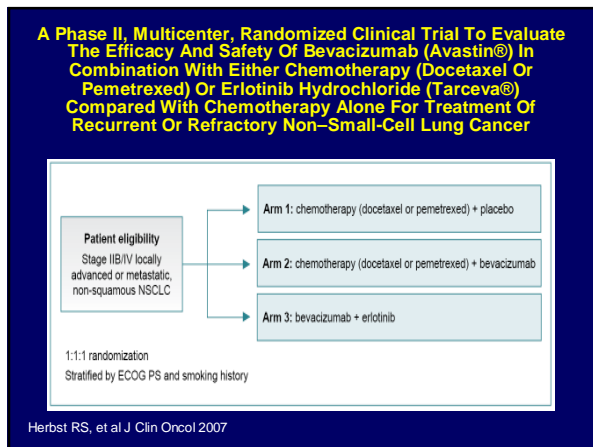 A Phase II, Multicenter, Randomized Clinical Trial To Evaluate
The Efficacy And Safety Of Bevacizumab (Avastin®) In
Combination With Either Chemotherapy (Docetaxel Or
Pemetrexed) Or Erlotinib Hydrochloride (Tarceva®)
Compared With Chemotherapy Alone For Treatment Of
Recurrent Or Refractory Non–Small-Cell Lung Cancer
Patient eligibility
Stage IIB/IV locally
advanced or metastatic,
non-squamous NSCLC
Arm 1: chemotherapy (docetaxel or pemetrexed) + placebo
Arm 2: chemotherapy (docetaxel or pemetrexed) + bevacizumab
Arm 3: bevacizumab + erlotinib
1:1:1 randomization
Stratified by ECOG PS and smoking history
Herbst RS, et al J Clin Oncol 2007